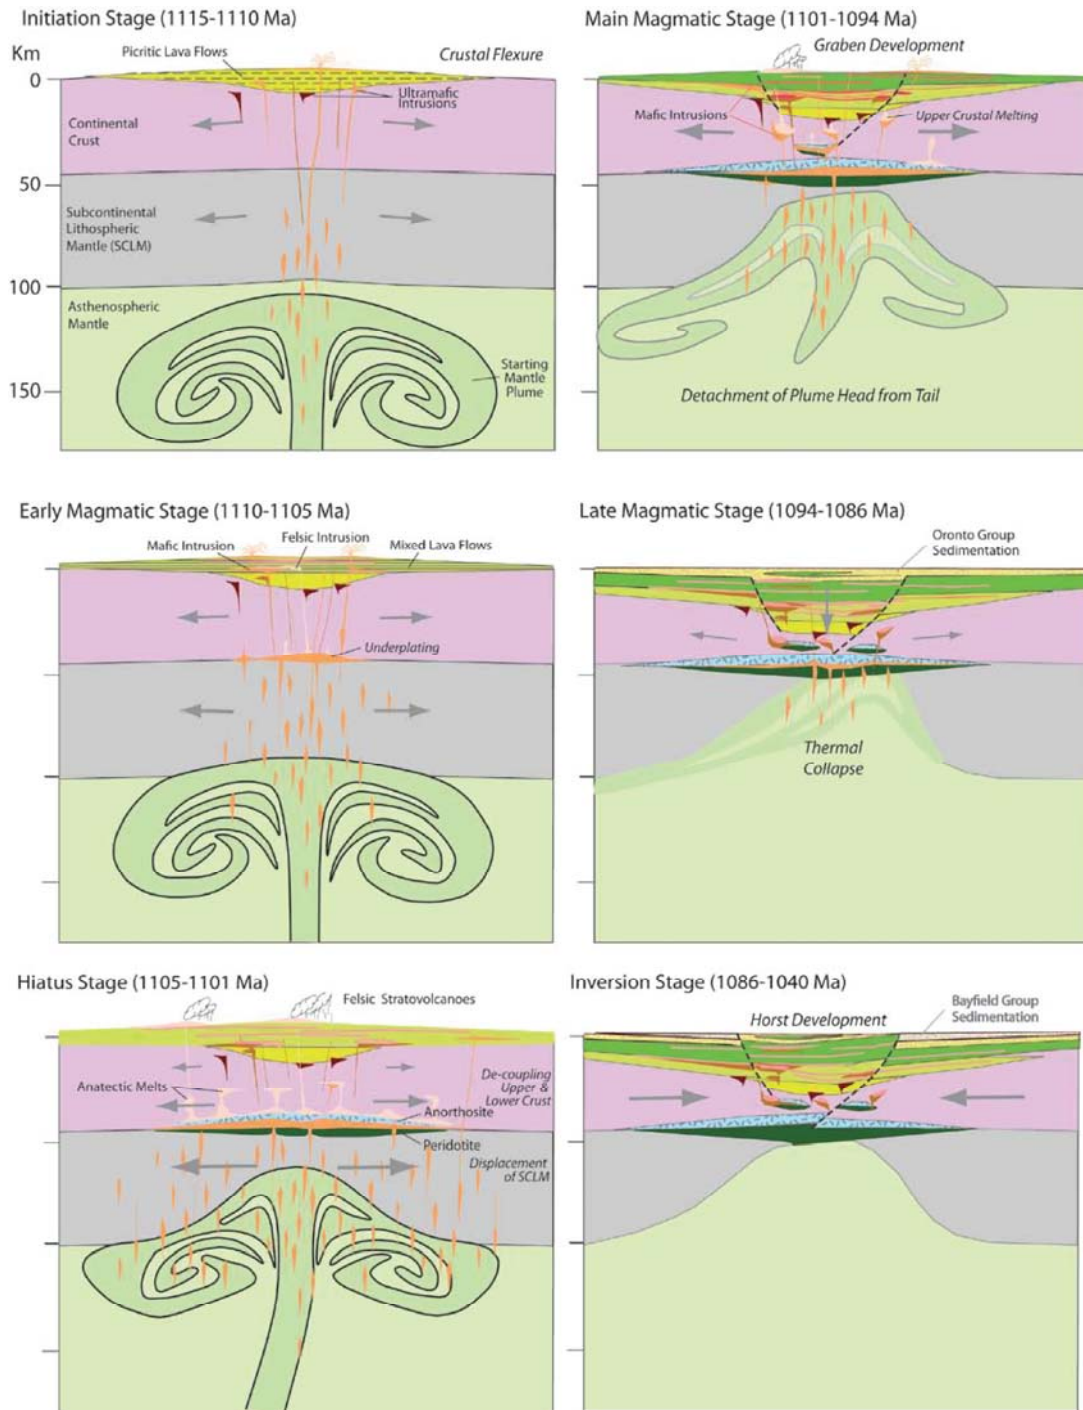 Initiation Stage (1115-1110 Ma)
Km
Picritic Lava Flows
Crustal Flexure
0
Ultramafic
Intrusions
Continental
Crust
50
Subcontinental
Lithospheric
Mantle (SCLM)
100
Asthenospheric
Mantle
Starting
Mantle
Plume
150
Main Magmatic Stage (1101-1094 Ma)
Graben Development
Mafic Intrusions
Upper Crustal Melting
Detachment of Plume Head from Tail
Early Magmatic Stage (1110-1105 Ma)
Mafic Intrusion
Felsic Intrusion
Mixed Lava Flows
Underplating
Late Magmatic Stage (1094-1086 Ma)
Oronto Group
Sedimentation
Thermal
Collapse
Hiatus Stage (1105-1101 Ma)
Felsic Stratovolcanoes
Anatectic Melts
De-coupling
Upper &
Lower Crust
Anorthosite
Peridotite
Displacement
of SCLM
Inversion Stage (1086-1040 Ma)
Horst Development
Bayfield Group
Sedimentation